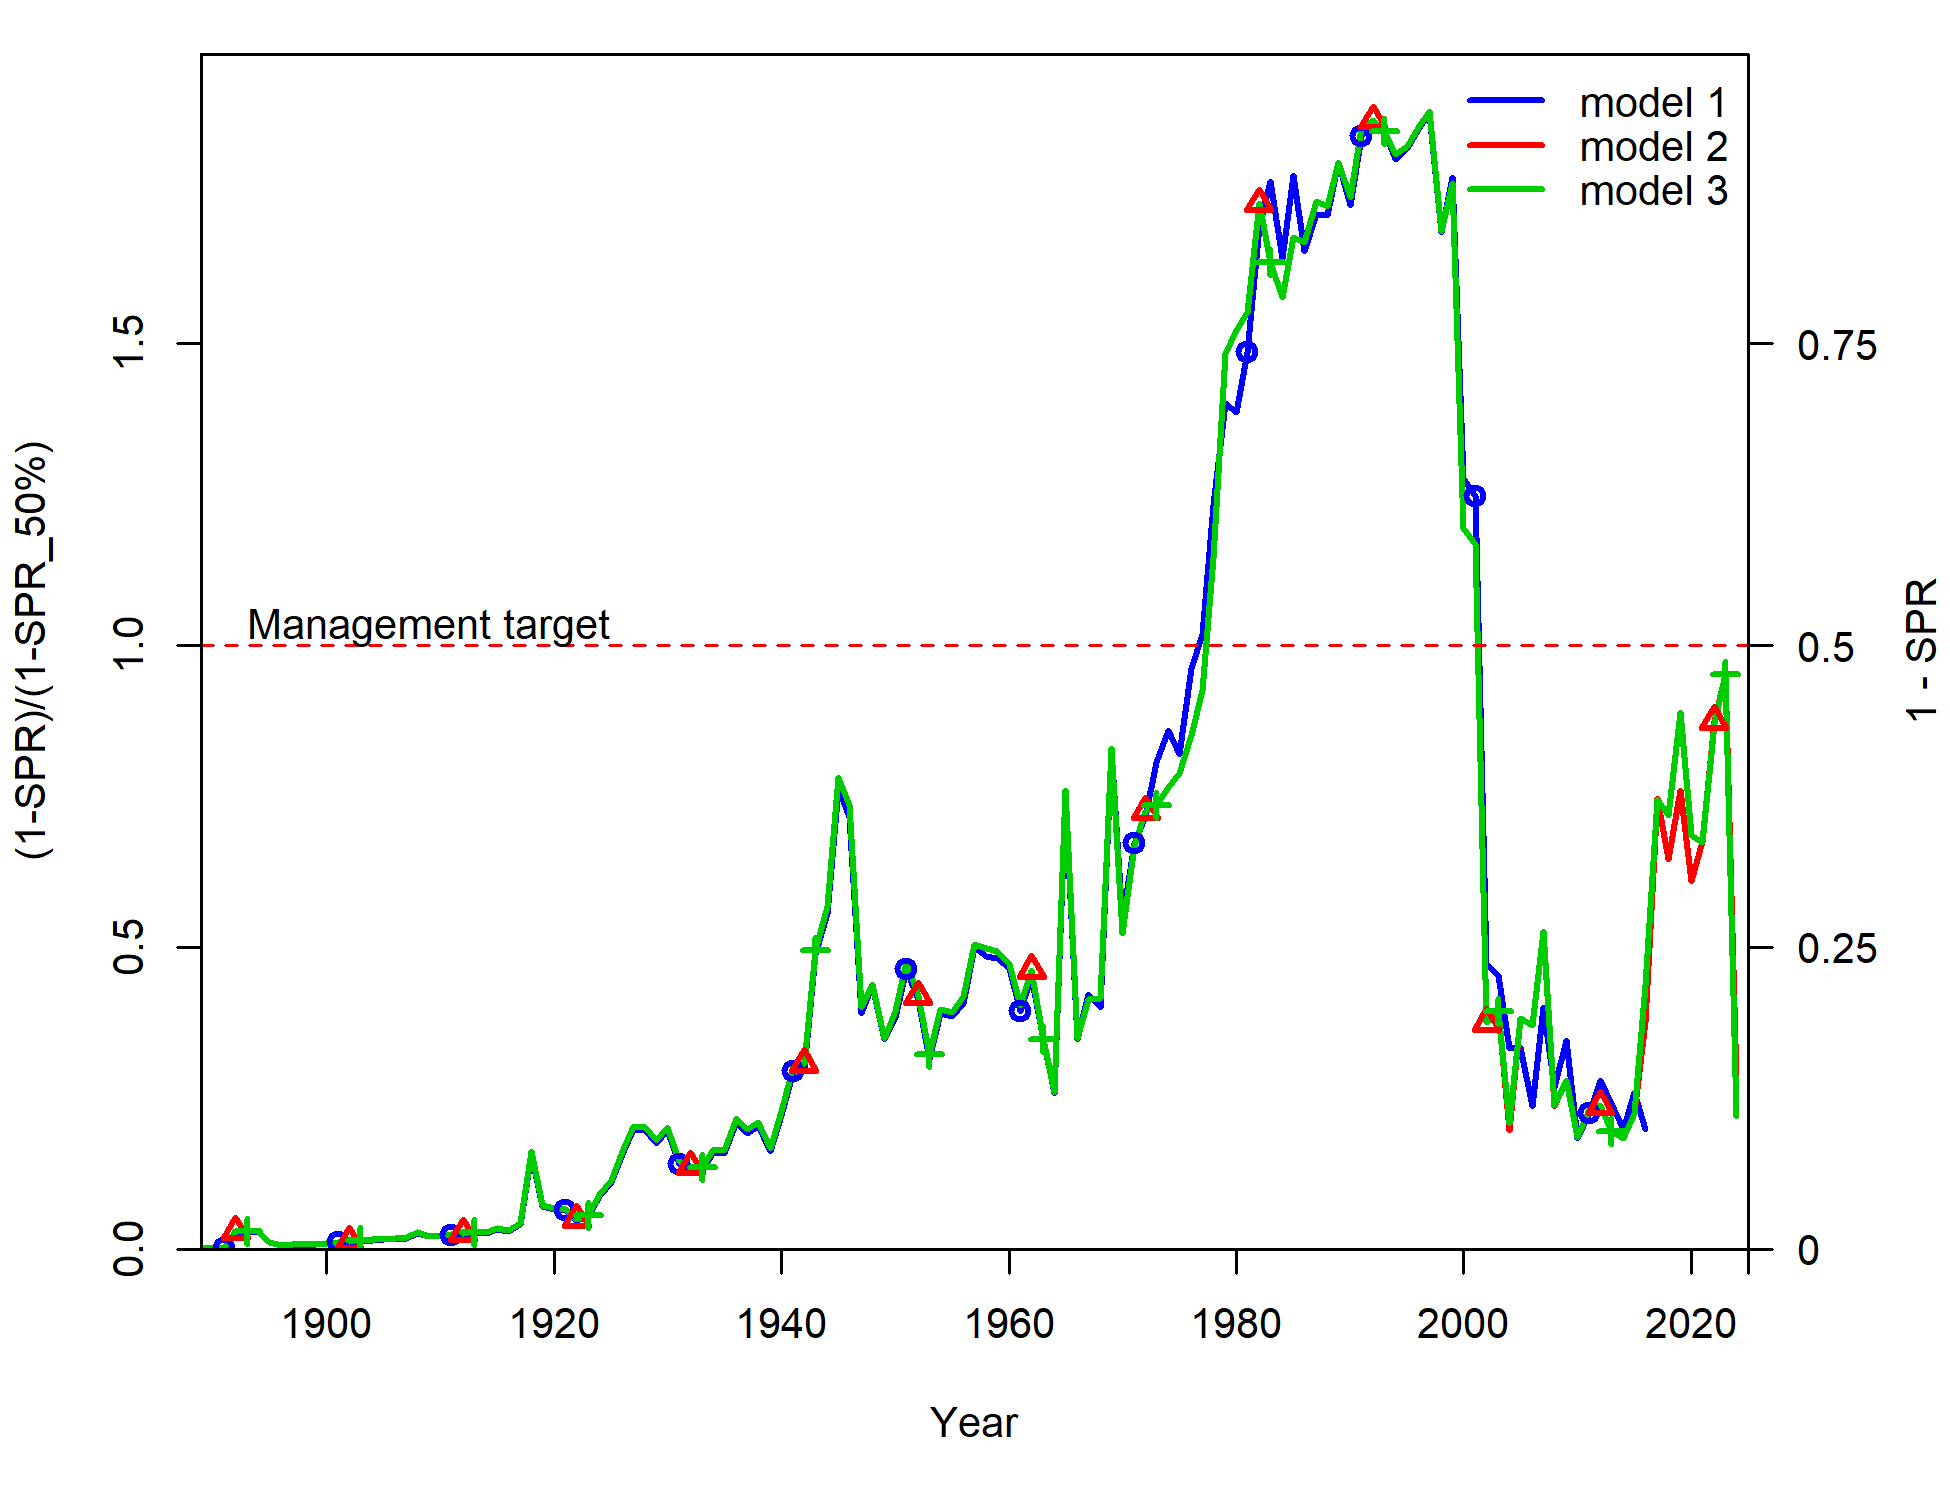 model 1
model 2
model 3
Management target
(1-SPR)/(1-SPR_50%)
0.0
0.5
1.0
1.5
1 - SPR
0
0.25
0.5
0.75
1900
1920
1940
1960
1980
2000
2020
Year